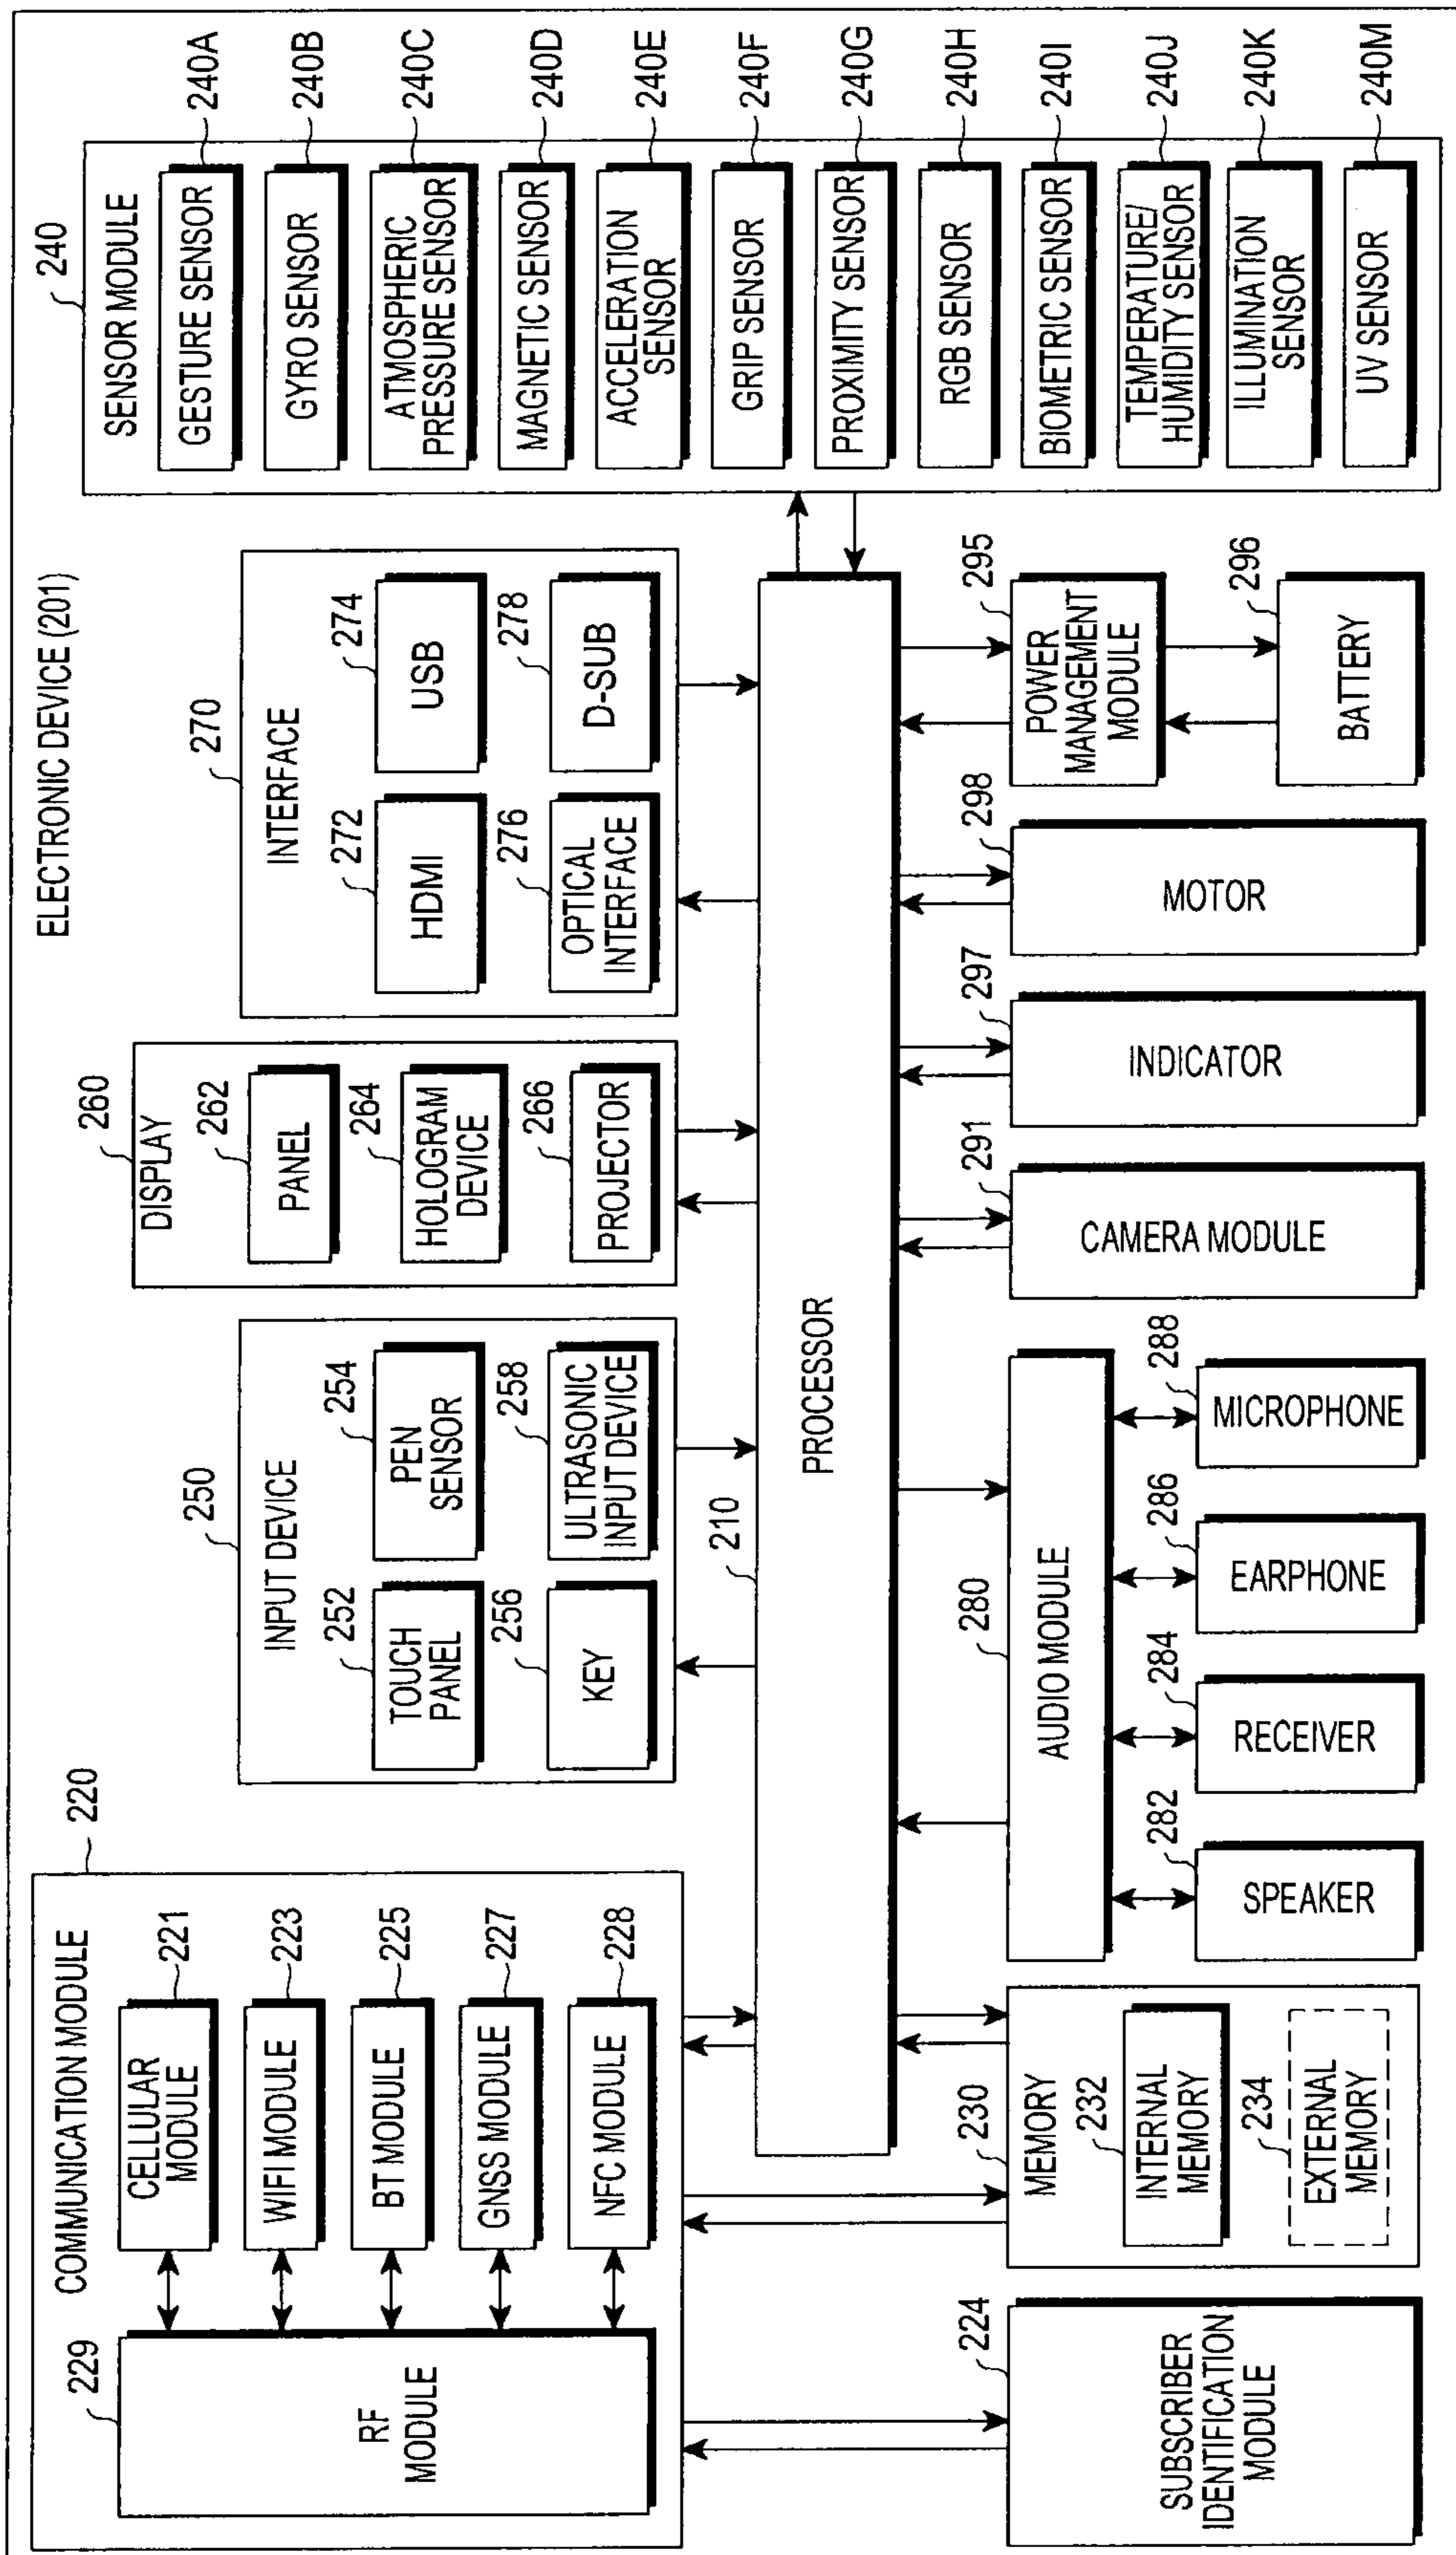 ELECTRONIC DEVICE (201)
220
COMMUNICATION MODULE
229
RF
MODULE
221
CELLULAR
MODULE
223
WIFI MODULE
225
BT MODULE
227
GNSS MODULE
228
NFC MODULE
250
INPUT DEVICE
252
TOUCH
PANEL
254
PEN
SENSOR
256
KEY
258
ULTRASONIC
INPUT DEVICE
260
DISPLAY
262
PANEL
264
HOLOGRAM
DEVICE
266
PROJECTOR
270
INTERFACE
272
HDMI
274
USB
276
OPTICAL
INTERFACE
278
D-SUB
240
SENSOR MODULE
GESTURE SENSOR
240A
GYRO SENSOR
240B
ATMOSPHERIC
PRESSURE SENSOR
240C
MAGNETIC SENSOR
240D
ACCELERATION
SENSOR
240E
GRIP SENSOR
240F
PROXIMITY SENSOR
240G
RGB SENSOR
240H
BIOMETRIC SENSOR
240I
TEMPERATURE/
HUMIDITY SENSOR
240J
ILLUMINATION
SENSOR
240K
UV SENSOR
240M
210
PROCESSOR
224
SUBSCRIBER
IDENTIFICATION
MODULE
230
MEMORY
232
INTERNAL
MEMORY
234
EXTERNAL
MEMORY
280
AUDIO MODULE
282
SPEAKER
284
RECEIVER
286
EARPHONE
288
MICROPHONE
291
CAMERA MODULE
297
INDICATOR
298
MOTOR
295
POWER
MANAGEMENT
MODULE
296
BATTERY